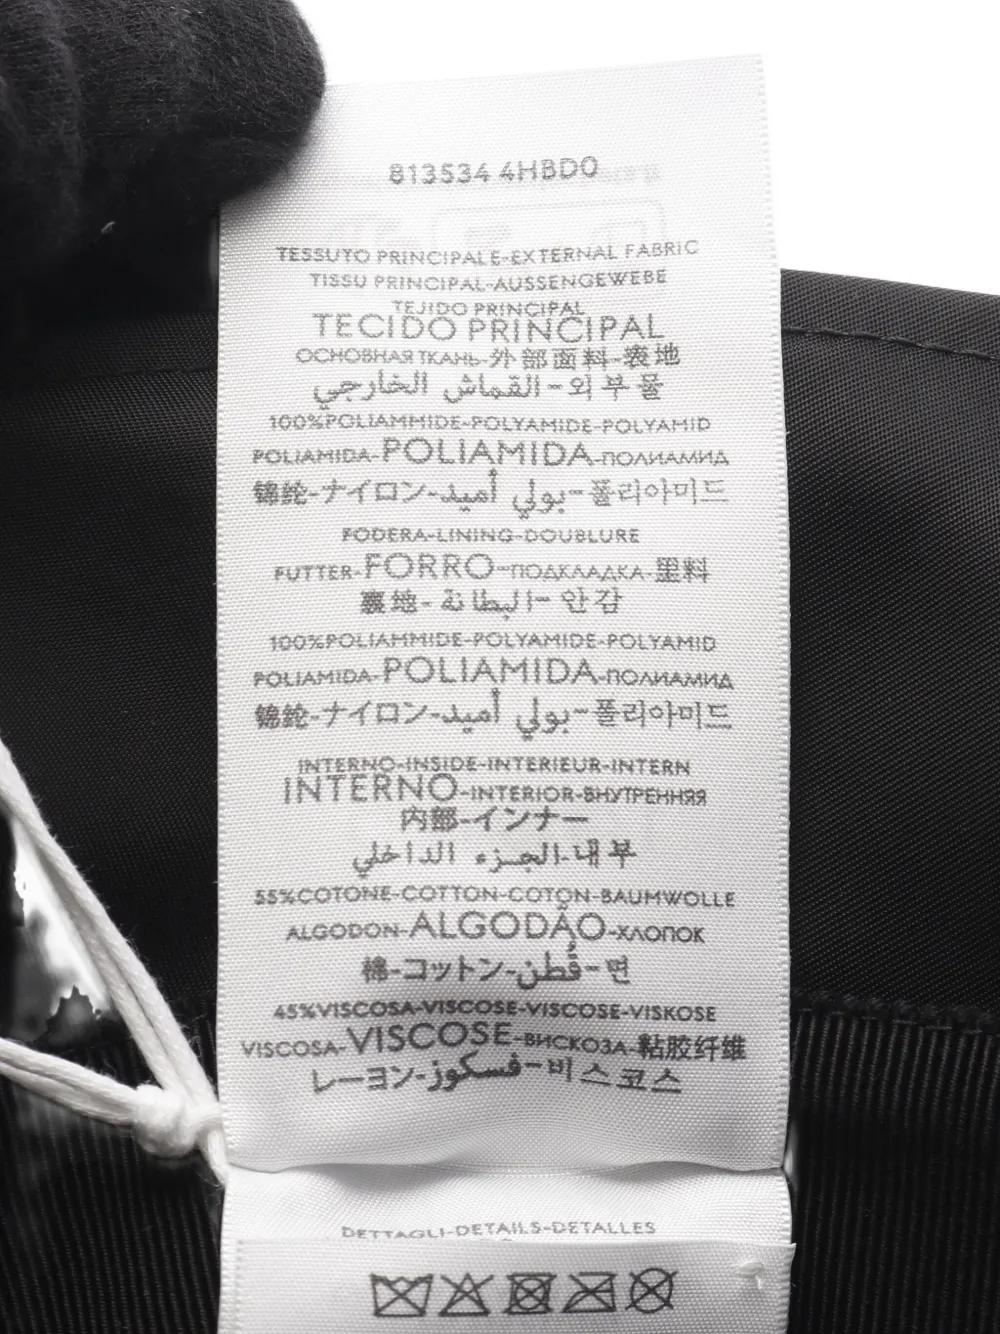 813534 4HBD0
TESSUTO PRINCIPALE-EXTERNAL FABRIC
TISSU PRINCIPAL-AUSSENGEWEBE
TEJIDO PRINCIPAL
TECIDO PRINCIPAL
ОСНОВНАЯ ТКАНЬ-外部面料-表地
القماش الخارجي-외부물
100%POLIAMMIDE-POLYAMIDE-POLYAMID
POLIAMIDA-POLIAMIDA-ПОЛИАМИД
锦纶-ナイロン-بولي أميد-폴리아미드
FODERA-LINING-DOUBLURE
FUTTER-FORRO-ПОДКЛАДКА-里料
裏地-البطانة-안감
100%POLIAMMIDE-POLYAMIDE-POLYAMID
POLIAMIDA-POLIAMIDA-ПОЛИАМИД
锦纶-ナイロン-بولي أميد-폴리아미드
INTERNO-INSIDE-INTERIEUR-INTERN
INTERNO-INTERIOR-ВНУТРЕННЯЯ
内部-インナー
الجزء الداخلي-내부
55%COTONE-COTTON-COTON-BAUMWOLLE
ALGODON-ALGODÃO-ХЛОПОК
棉-コットン-قُطن-면
45%VISCOSA-VISCOSE-VISCOSE-VISKOSE
VISCOSA-VISCOSE-ВИСКОЗА-粘胶纤维
レーヨン-فسكوز-비스코스
DETTAGLI-DETAILS-DETALLES